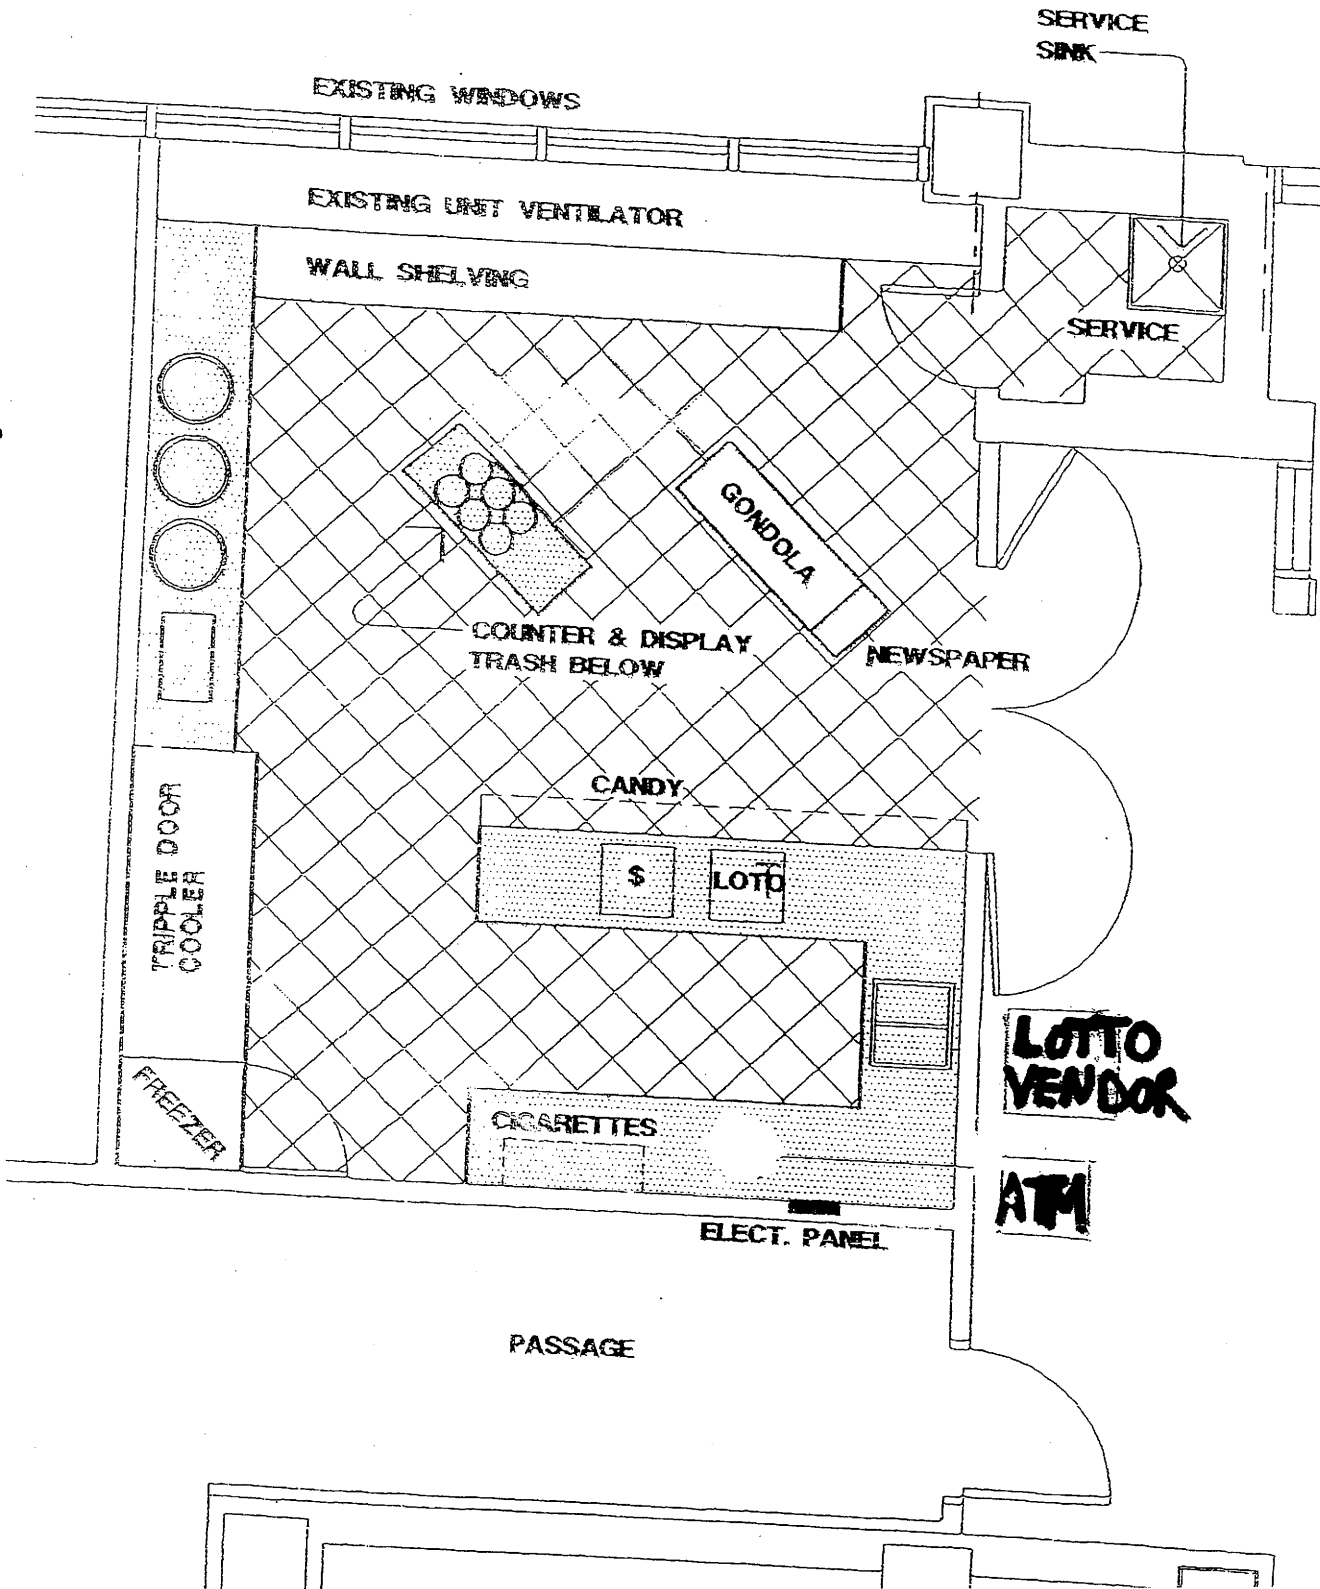 SERVICE
SINK
EXISTING WINDOWS
EXISTING UNIT VENTILATOR
WALL SHELVING
SERVICE
GONDOLA
COUNTER & DISPLAY
TRASH BELOW
NEWSPAPER
CANDY
TRIPPLE DOOR
COOLER
$
LOTO
LOTTO
VENDOR
FREEZER
CIGARETTES
ATM
ELECT. PANEL
PASSAGE